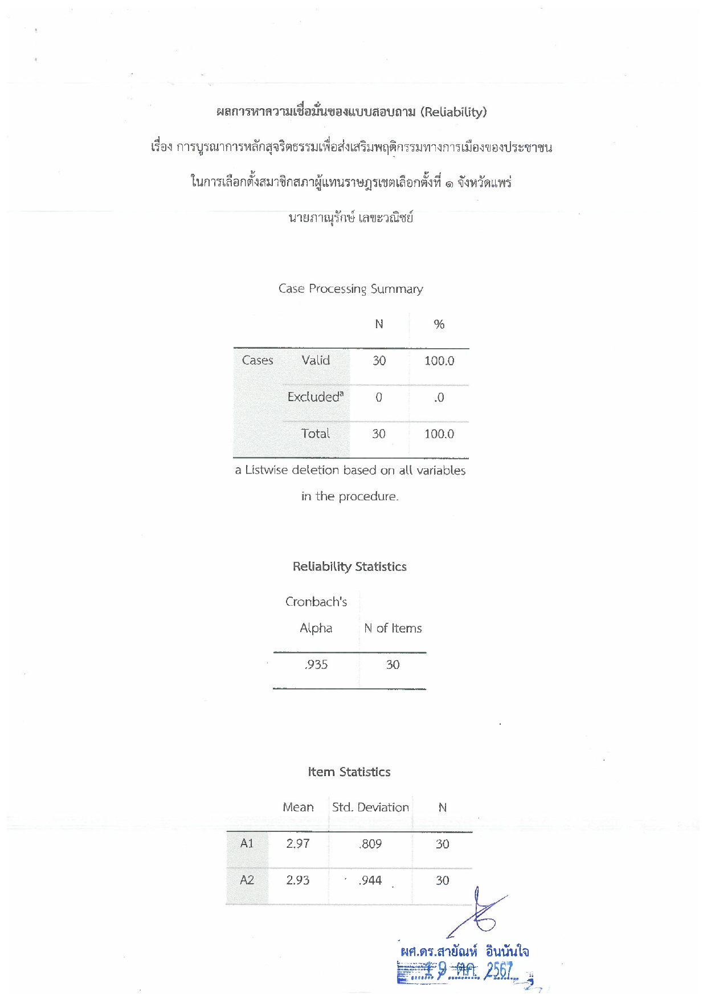 ผลการหาความเชื่อมั่นของแบบสอบถาม (Reliability)
เรื่อง การบูรณาการหลักสุจริตธรรมเพื่อส่งเสริมพฤติกรรมทางการเมืองของประชาชน
ในการเลือกตั้งสมาชิกสภาผู้แทนราษฎรเขตเลือกตั้งที่ ๑ จังหวัดแพร่
นายภาณุรักษ์ เลขะวณิชย์
Case Processing Summary
N %
Cases Valid 30 100.0
Excludedª 0 .0
Total 30 100.0
a Listwise deletion based on all variables
in the procedure.
Reliability Statistics
Cronbach's
Alpha N of Items
.935 30
Item Statistics
Mean Std. Deviation N
A1 2.97 .809 30
A2 2.93 .944 30
ผศ.ดร.สายัณห์ อินนันใจ
19 ต.ค. 2567